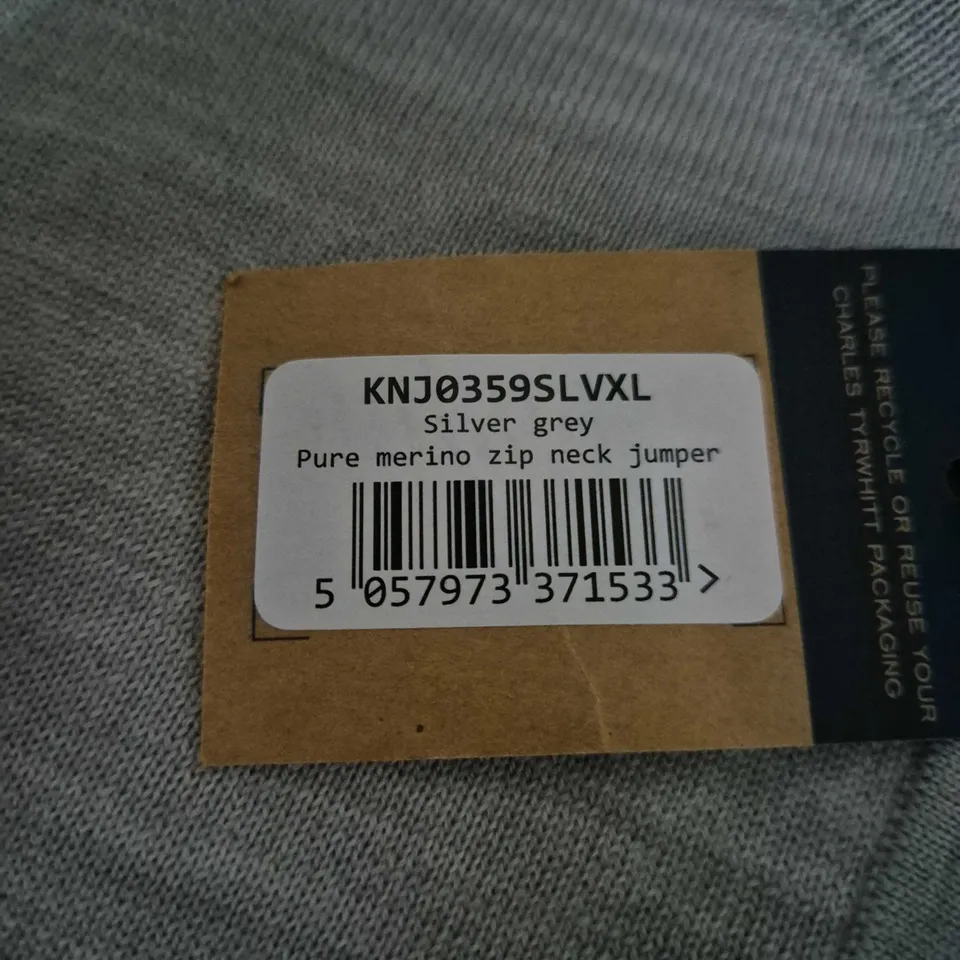 KNJ0359SLVXL
Silver grey
Pure merino zip neck jumper
5 057973 371533 >
PLEASE RECYCLE OR REUSE YOUR
CHARLES TYRWHITT PACKAGING